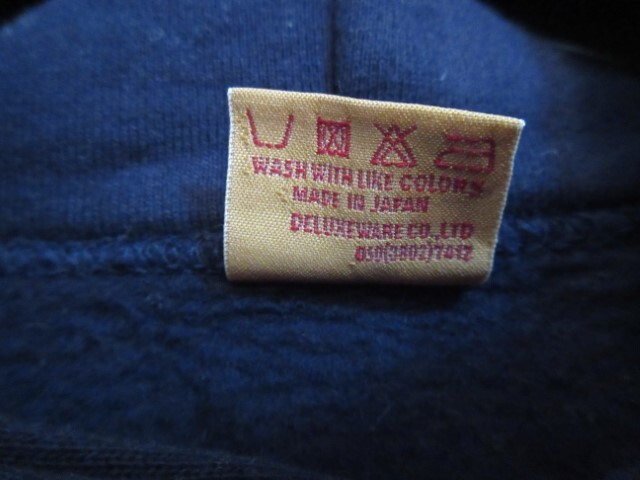 WASH WITH LIKE COLORS
MADE IN JAPAN
DELUXEWARE CO., LTD
050(3802)7412